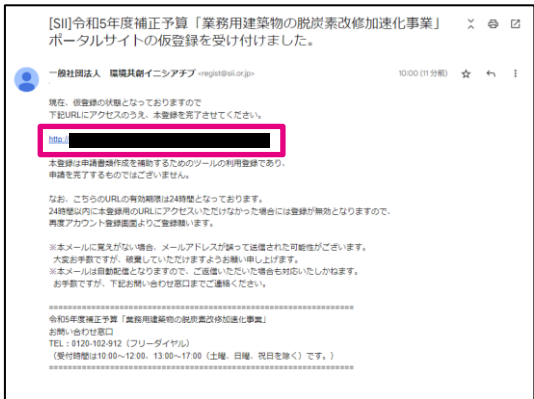 [SII]令和5年度補正予算「業務用建築物の脱炭素改修加速化事業」
ポータルサイトの仮登録を受け付けました。
一般社団法人 環境共創イニシアチブ <regist@sii.or.jp>
10:00 (11 分前)
現在、仮登録の状態となっておりますので
下記URLにアクセスのうえ、本登録を完了させてください。
http://
本登録は申請書類作成を補助するためのツールの利用登録であり、
申請を完了するものではございません。
なお、こちらのURLの有効期限は24時間となっております。
24時間以内に本登録用のURLにアクセスいただけなかった場合には登録が無効となりますので、
再度アカウント登録画面よりご登録願います。
※本メールに覚えがない場合、メールアドレスが誤って送信された可能性がございます。
大変お手数ですが、破棄していただけますようお願い申し上げます。
※本メールは自動配信となりますので、ご返信いただいた場合も対応いたしかねます。
お手数ですが、下記お問い合わせ窓口までご連絡ください。
==================================================================
令和5年度補正予算「業務用建築物の脱炭素改修加速化事業」
お問い合わせ窓口
TEL：0120-102-912（フリーダイヤル）
（受付時間は10:00～12:00、13:00～17:00（土曜、日曜、祝日を除く）です。）
==================================================================